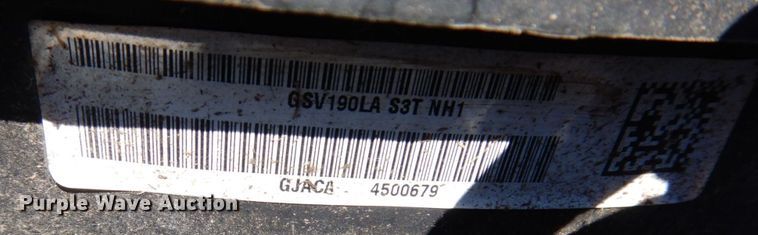 GSV190LA S3T NH1
GJACA 4500679
Purple Wave Auction